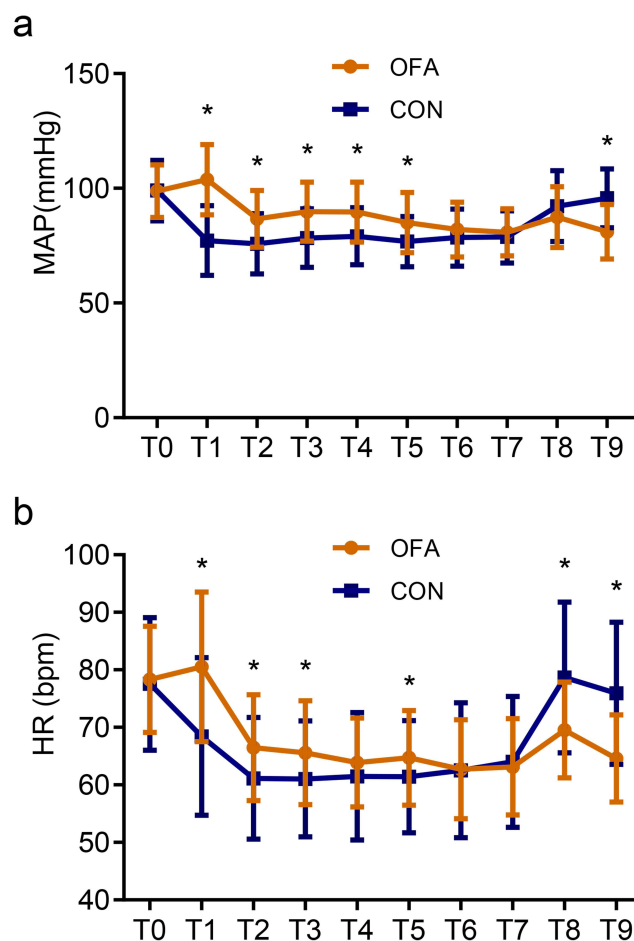 a
150
OFA
CON
*
*
*
*
*
*
100
MAP(mmHg)
50
0
T0 T1 T2 T3 T4 T5 T6 T7 T8 T9
b
100
OFA
CON
*
*
*
*
*
*
90
80
HR (bpm)
70
60
50
40
T0 T1 T2 T3 T4 T5 T6 T7 T8 T9